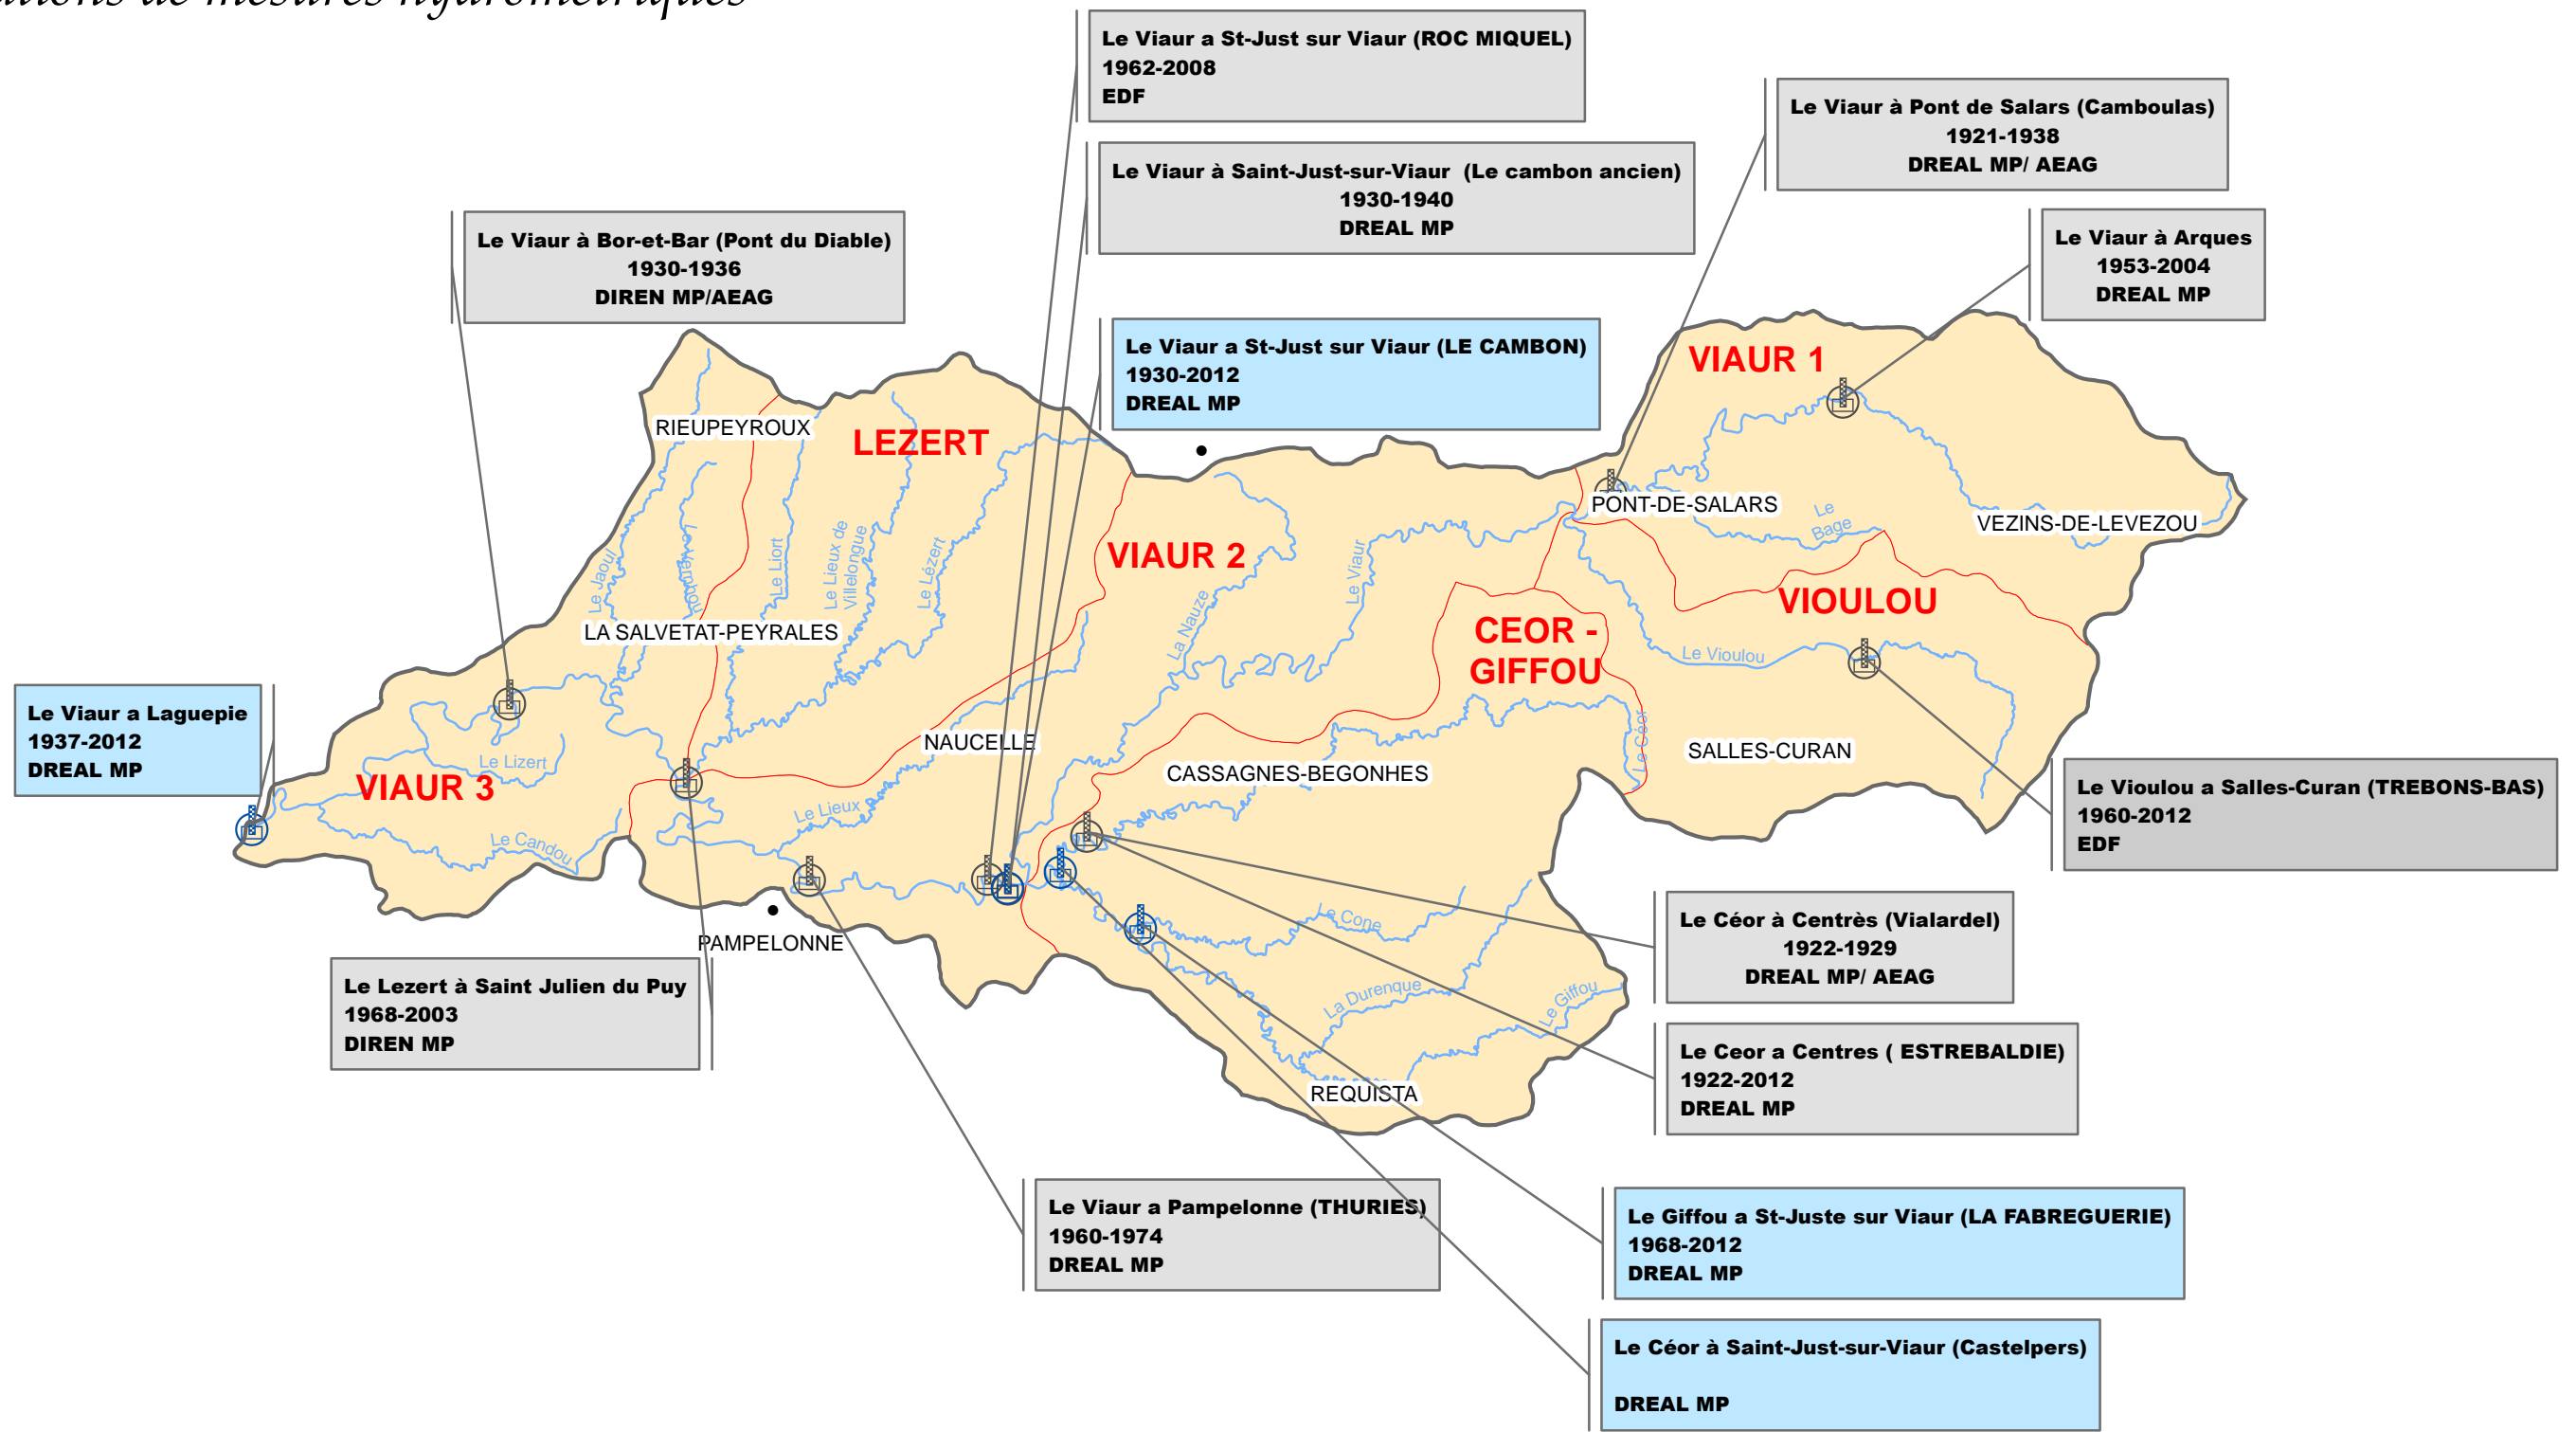 de mesures hydrométriques
Le Viaur a St-Just sur Viaur (ROC MIQUEL)
1962-2008
EDF
Le Viaur à Pont de Salars (Camboulas)
1921-1938
DREAL MP/ AEAG
Le Viaur à Saint-Just-sur-Viaur (Le cambon ancien)
1930-1940
DREAL MP
Le Viaur à Bor-et-Bar (Pont du Diable)
1930-1936
DIREN MP/AEAG
Le Viaur à Arques
1953-2004
DREAL MP
Le Viaur a St-Just sur Viaur (LE CAMBON)
1930-2012
DREAL MP
VIAUR 1
RIEUPEYROUX
LEZERT
PONT-DE-SALARS
Le
Bage
VEZINS-DE-LEVEZOU
VIAUR 2
Le Jaoul
Le Liort
Le Lieux de
Villelongue
Le Lézert
La Nauze
Le Viaur
VIOULOU
CEOR -
GIFFOU
LA SALVETAT-PEYRALES
Le Vioulou
Le Viaur a Laguepie
1937-2012
DREAL MP
Le Lizert
VIAUR 3
NAUCELLE
CASSAGNES-BEGONHES
Le Céor
SALLES-CURAN
Le Vioulou a Salles-Curan (TREBONS-BAS)
1960-2012
EDF
Le Lieux
Le Candou
PAMPELONNE
Le Cone
La Durenque
Le Giffou
REQUISTA
Le Céor à Centrès (Vialardel)
1922-1929
DREAL MP/ AEAG
Le Lezert à Saint Julien du Puy
1968-2003
DIREN MP
Le Ceor a Centres ( ESTREBALDIE)
1922-2012
DREAL MP
Le Viaur a Pampelonne (THURIES)
1960-1974
DREAL MP
Le Giffou a St-Juste sur Viaur (LA FABREGUERIE)
1968-2012
DREAL MP
Le Céor à Saint-Just-sur-Viaur (Castelpers)
DREAL MP